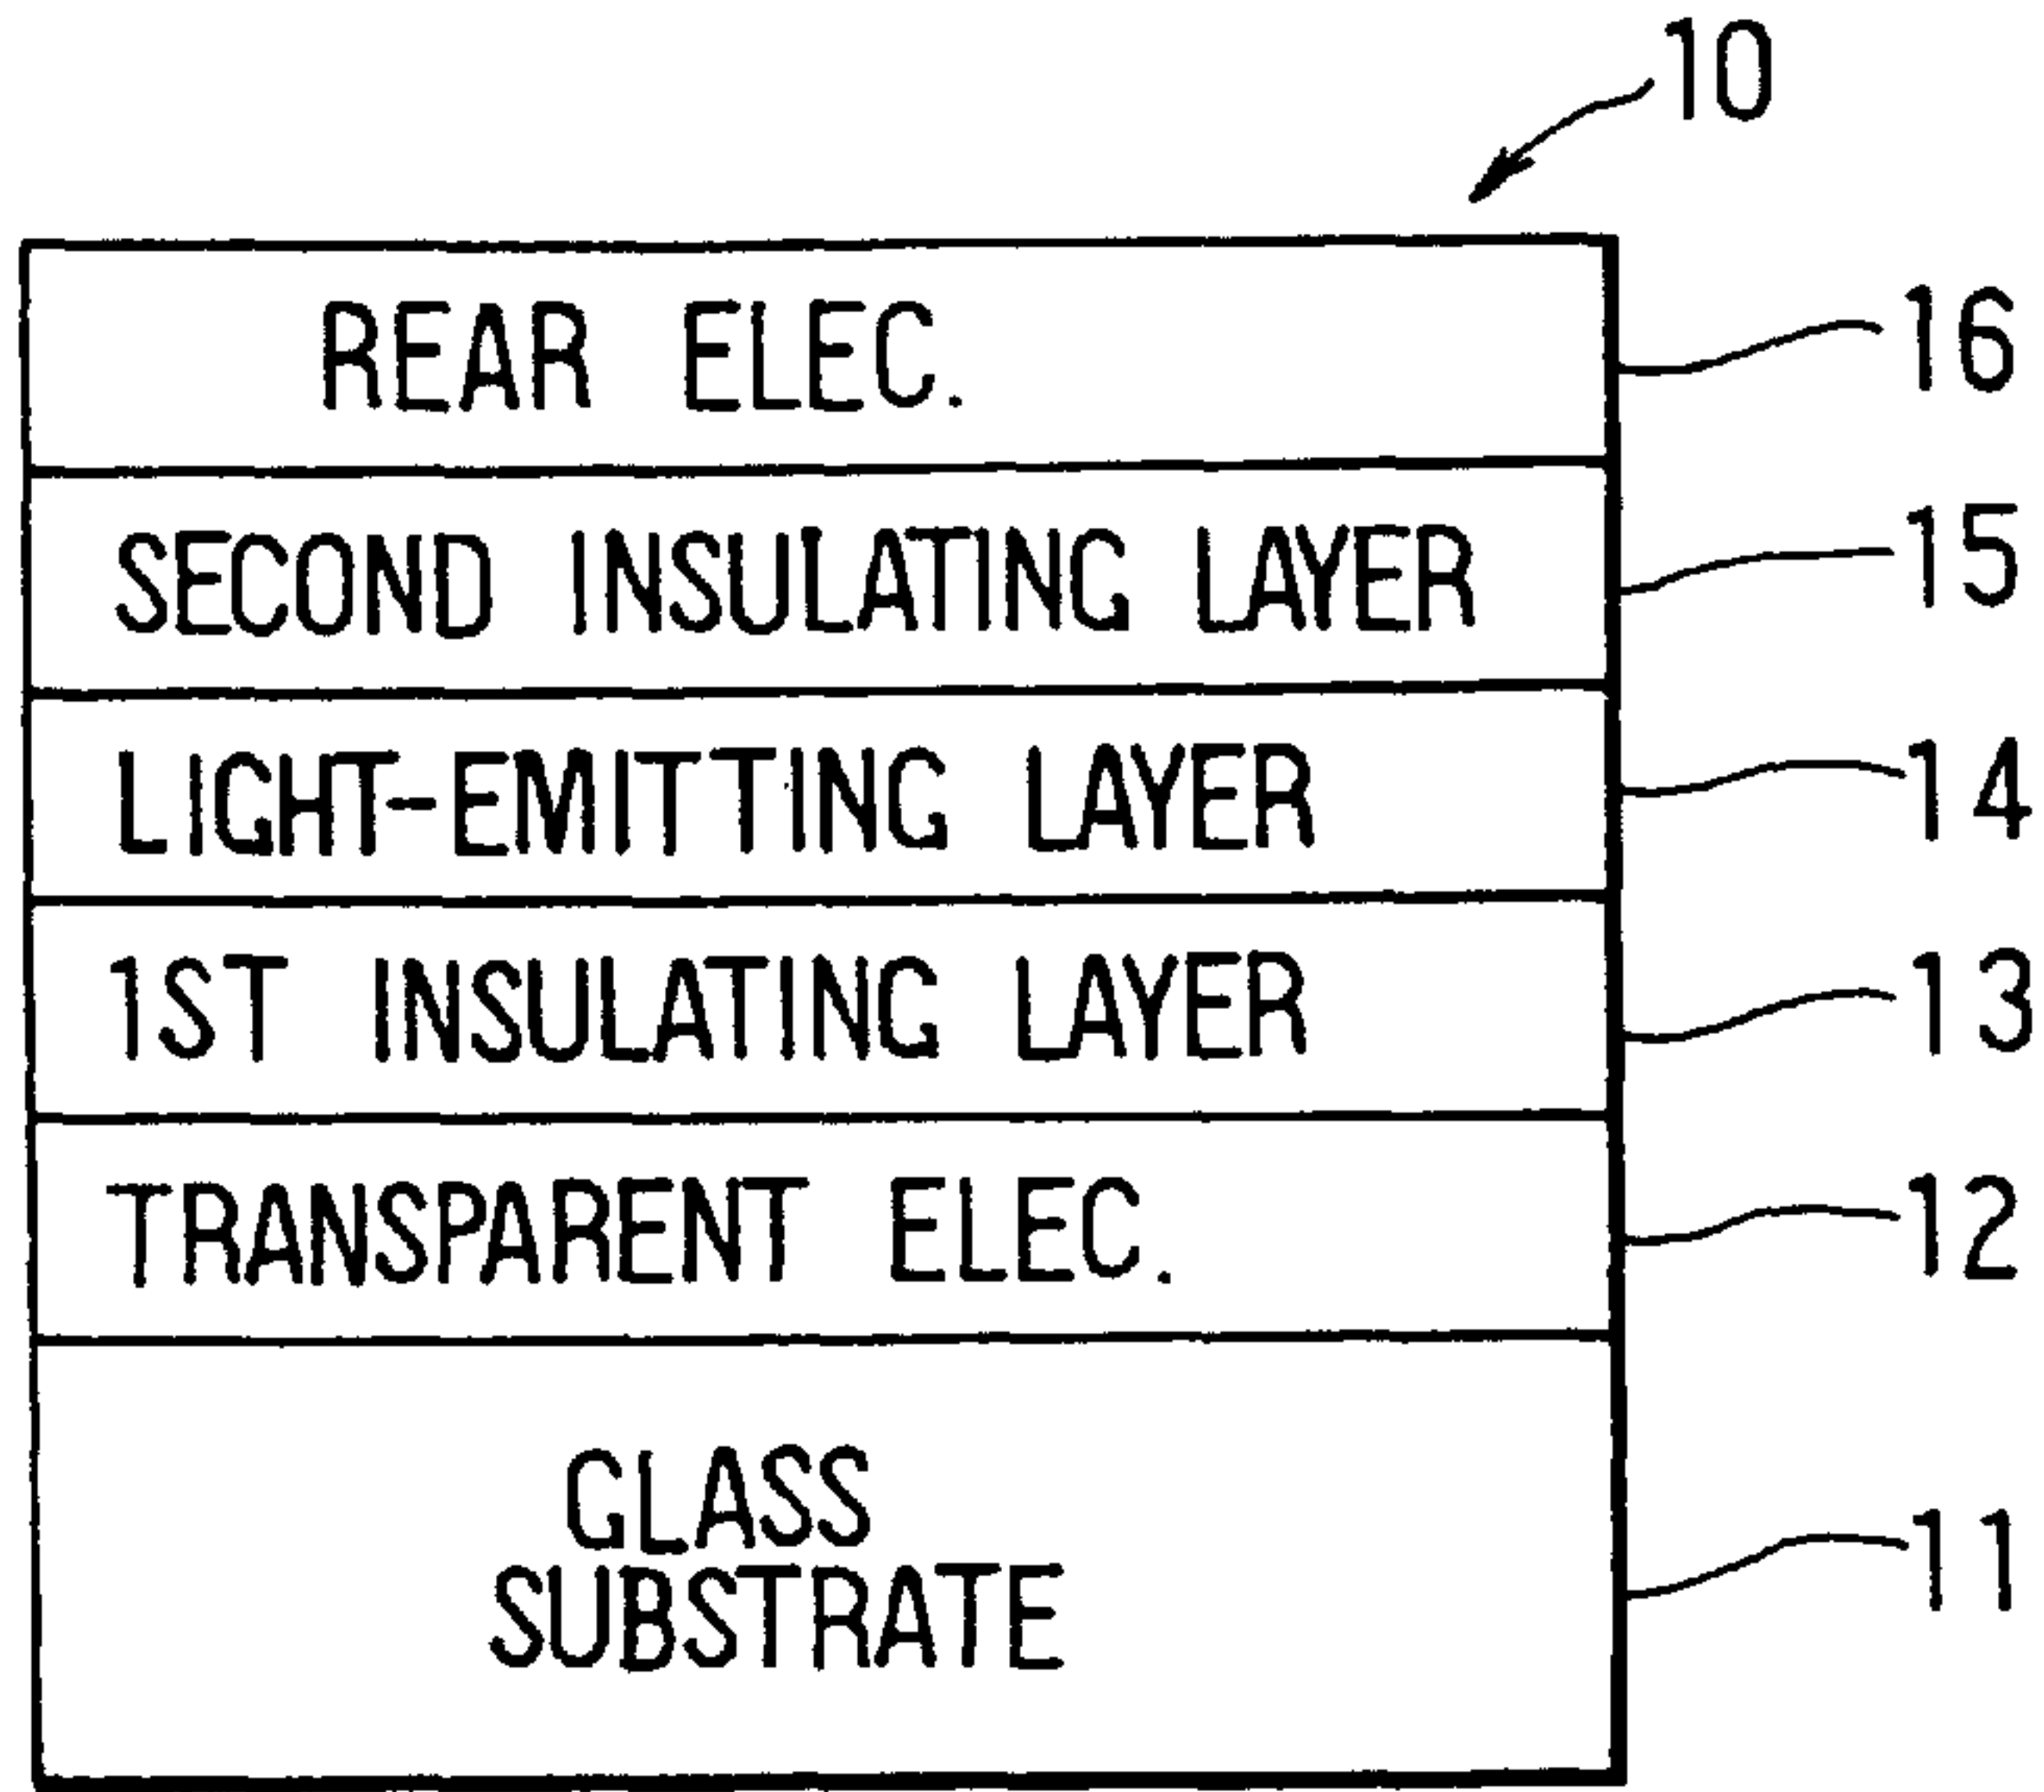 10
REAR ELEC. 16
SECOND INSULATING LAYER 15
LIGHT-EMITTING LAYER 14
1ST INSULATING LAYER 13
TRANSPARENT ELEC. 12
GLASS
SUBSTRATE
11